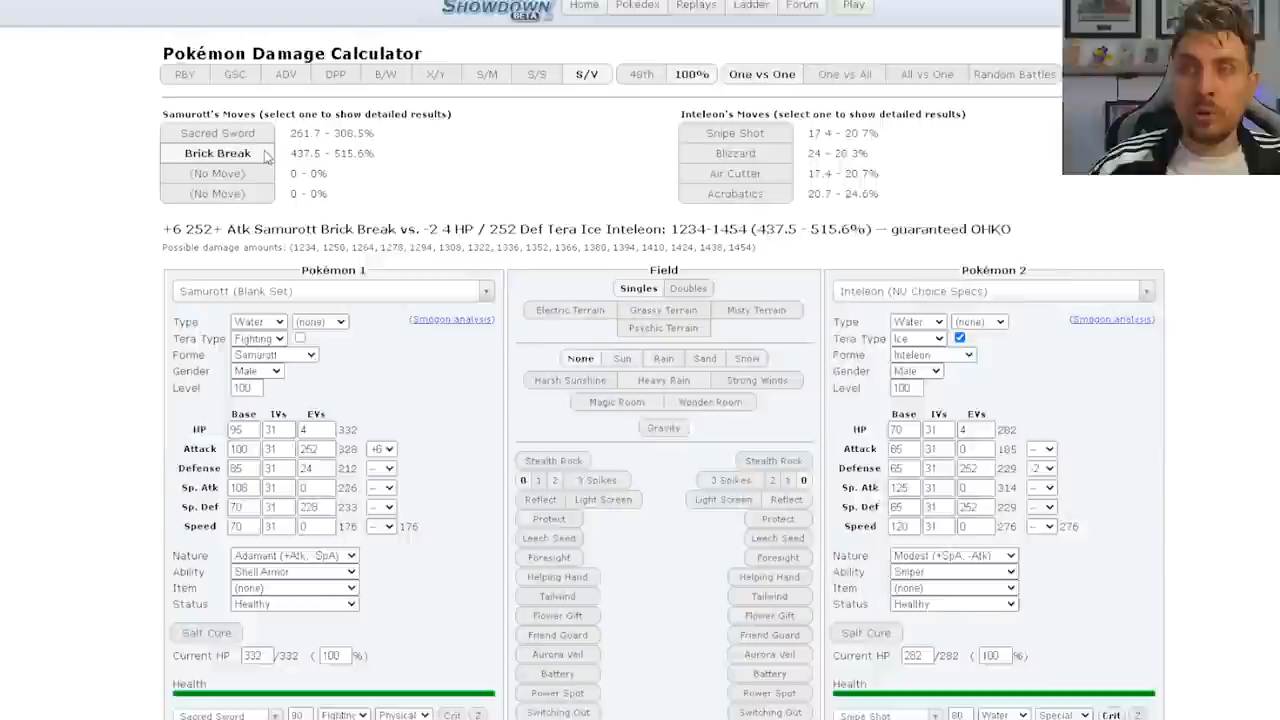 SHOWDOWN BETA Home Pokédex Replays Ladder Forum Play
Pokémon Damage Calculator
RBY GSC ADV DPP B/W X/Y S/M S/S S/V 48th 100% One vs One One vs All All vs One Random Battles
Samurott's Moves (select one to show detailed results) Inteleon's Moves (select one to show detailed results)
Sacred Sword 261.7 - 308.5% Snipe Shot 17.4 - 20.7%
Brick Break 437.5 - 515.6% Blizzard 24 - 28.3%
(No Move) 0 - 0% Air Cutter 17.4 - 20.7%
(No Move) 0 - 0% Acrobatics 20.7 - 24.6%
+6 252+ Atk Samurott Brick Break vs. -2 4 HP / 252 Def Tera Ice Inteleon: 1234-1454 (437.5 - 515.6%) -- guaranteed OHKO
Possible damage amounts: (1234, 1250, 1264, 1278, 1294, 1308, 1322, 1336, 1352, 1366, 1380, 1394, 1410, 1424, 1438, 1454)
Pokémon 1 Field Pokémon 2
Samurott (Blank Set) Singles Doubles Inteleon (NU Choice Specs)
Electric Terrain Grassy Terrain Misty Terrain
Type Water (none) (Smogon analysis) Type Water (none) (Smogon analysis)
Psychic Terrain
Tera Type Fighting Tera Type Ice
Forme Samurott None Sun Rain Sand Snow Forme Inteleon
Gender Male Gender Male
Harsh Sunshine Heavy Rain Strong Winds
Level 100 Level 100
Magic Room Wonder Room
Base IVs EVs Base IVs EVs
HP 95 31 4 332 Gravity HP 70 31 4 282
Attack 100 31 252 328 +6 Attack 85 31 0 185 --
Defense 85 31 24 212 -- Stealth Rock Stealth Rock Defense 65 31 252 229 -2
Sp. Atk 108 31 0 226 -- 0 1 2 3 Spikes 3 Spikes 2 1 0 Sp. Atk 125 31 0 314 --
Sp. Def 70 31 228 233 -- Reflect Light Screen Light Screen Reflect Sp. Def 65 31 252 229 --
Speed 70 31 0 176 -- 176 Protect Protect Speed 120 31 0 276 -- 276
Leech Seed Leech Seed
Nature Adamant (+Atk, -SpA) Foresight Foresight Nature Modest (+SpA, -Atk)
Ability Shell Armor Helping Hand Helping Hand Ability Sniper
Item (none) Tailwind Tailwind Item (none)
Status Healthy Flower Gift Flower Gift Status Healthy
Salt Cure Friend Guard Friend Guard Salt Cure
Current HP 332 /332 ( 100 %) Aurora Veil Aurora Veil Current HP 282 /282 ( 100 %)
Battery Battery
Health Power Spot Power Spot Health
Switching Out Switching Out
Sacred Sword 90 Fighting Physical Crit Z Snipe Shot 80 Water Special Crit Z